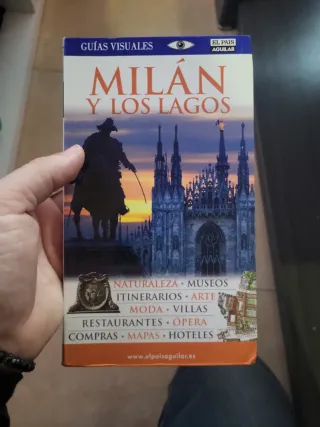 GUÍAS VISUALES
EL PAIS
AGUILAR
MILÁN
Y LOS LAGOS
NATURALEZA • MUSEOS
ITINERARIOS • ARTE
MODA • VILLAS
RESTAURANTES • ÓPERA
COMPRAS • MAPAS • HOTELES
www.elpaisaguilar.es